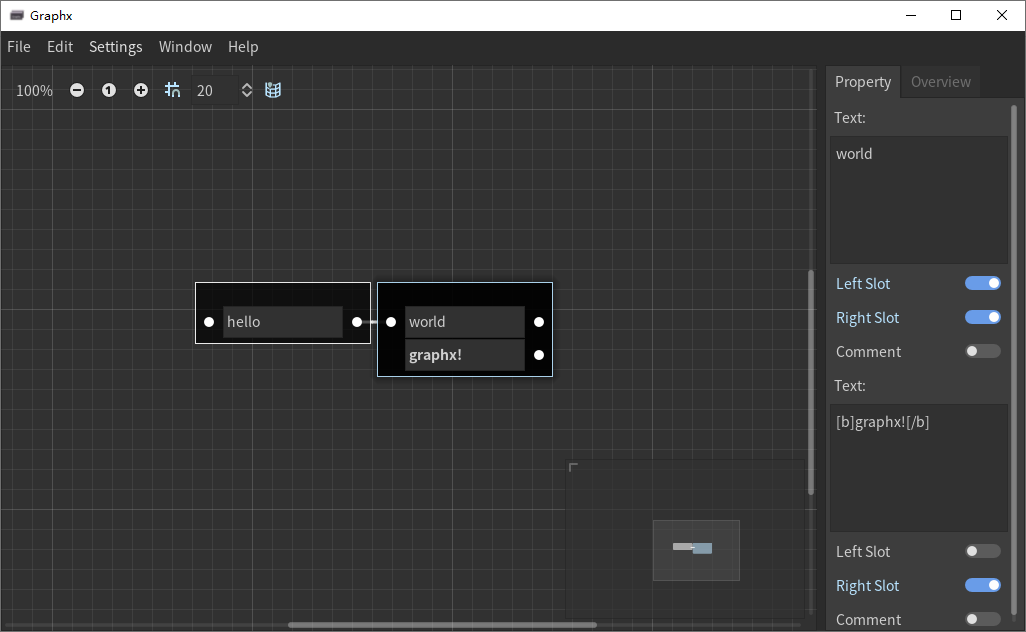 Graphx
File Edit Settings Window Help
100% 1 20
Property Overview
Text:
world
Left Slot
Right Slot
Comment
Text:
[b]graphx![/b]
Left Slot
Right Slot
Comment
hello
world
graphx!